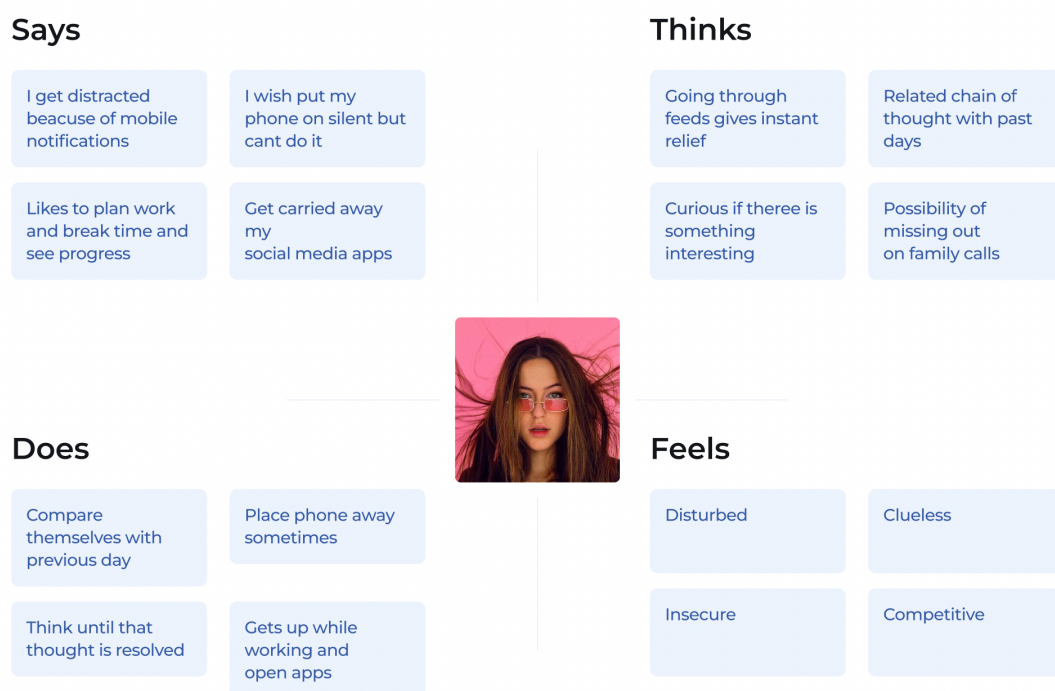 Says
I get distracted
beacuse of mobile
notifications
I wish put my
phone on silent but
cant do it
Likes to plan work
and break time and
see progress
Get carried away
my
social media apps
Thinks
Going through
feeds gives instant
relief
Related chain of
thought with past
days
Curious if theree is
something
interesting
Possibility of
missing out
on family calls
Does
Compare
themselves with
previous day
Place phone away
sometimes
Think until that
thought is resolved
Gets up while
working and
open apps
Feels
Disturbed
Clueless
Insecure
Competitive